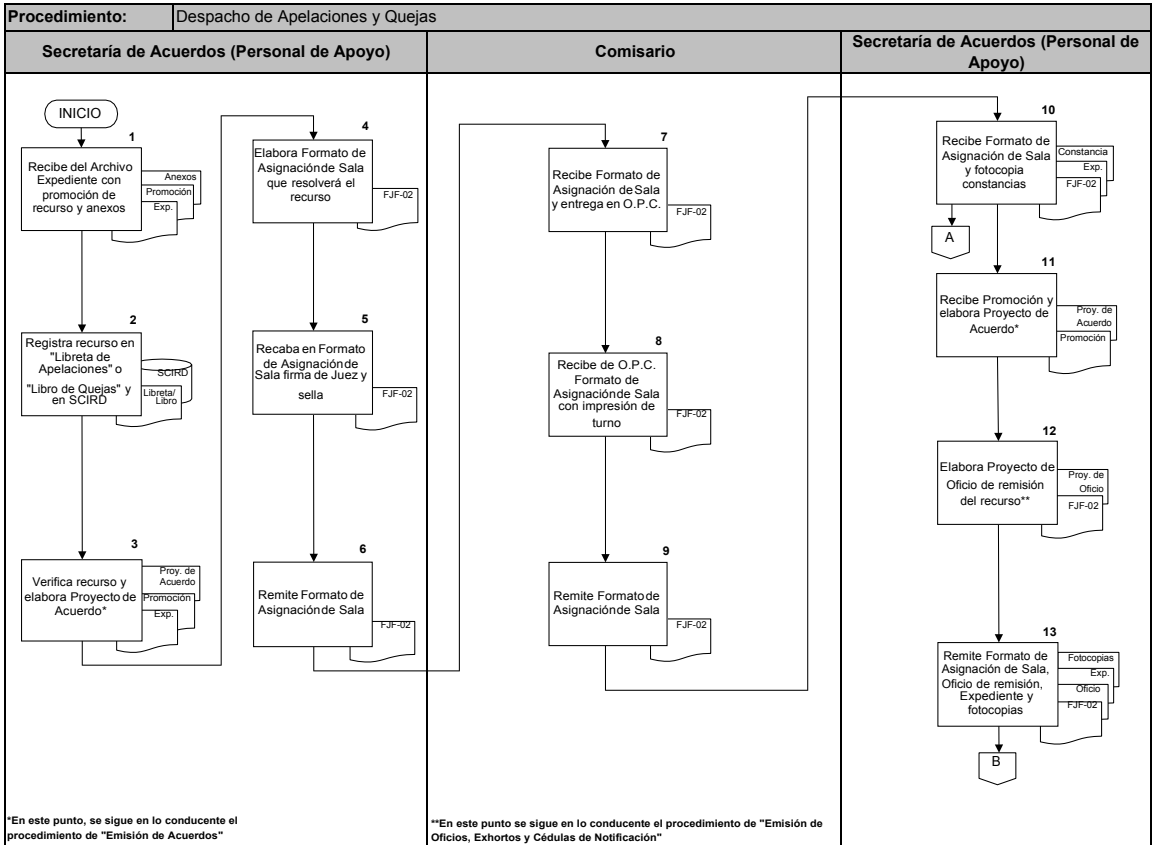 Procedimiento: Despacho de Apelaciones y Quejas
Secretaría de Acuerdos (Personal de Apoyo)
Comisario
Secretaría de Acuerdos (Personal de
Apoyo)
INICIO
1
Recibe del Archivo
Expediente con
promoción de
recurso y anexos
Anexos
Promoción
Exp.
2
Registra recurso en
"Libreta de
Apelaciones" o
"Libro de Quejas" y
en SCIRD
SCIRD
Libreta/
Libro
3
Verifica recurso y
elabora Proyecto de
Acuerdo*
Proy. de
Acuerdo
Promoción
Exp.
4
Elabora Formato de
Asignación de Sala
que resolverá el
recurso
FJF-02
5
Recaba en Formato
de Asignación de
Sala firma de Juez y
sella
FJF-02
6
Remite Formato de
Asignación de Sala
FJF-02
7
Recibe Formato de
Asignación de Sala
y entrega en O.P.C.
FJF-02
8
Recibe de O.P.C.
Formato de
Asignación de Sala
con impresión de
turno
FJF-02
9
Remite Formato de
Asignación de Sala
FJF-02
10
Recibe Formato de
Asignación de Sala
y fotocopia
constancias
Constancia
Exp.
FJF-02
A
11
Recibe Promoción y
elabora Proyecto de
Acuerdo*
Proy. de
Acuerdo
Promoción
12
Elabora Proyecto de
Oficio de remisión
del recurso**
Proy. de
Oficio
FJF-02
13
Remite Formato de
Asignación de Sala,
Oficio de remisión,
Expediente y
fotocopias
Fotocopias
Exp.
Oficio
FJF-02
B
*En este punto, se sigue en lo conducente el
procedimiento de "Emisión de Acuerdos"
**En este punto se sigue en lo conducente el procedimiento de "Emisión de
Oficios, Exhortos y Cédulas de Notificación"